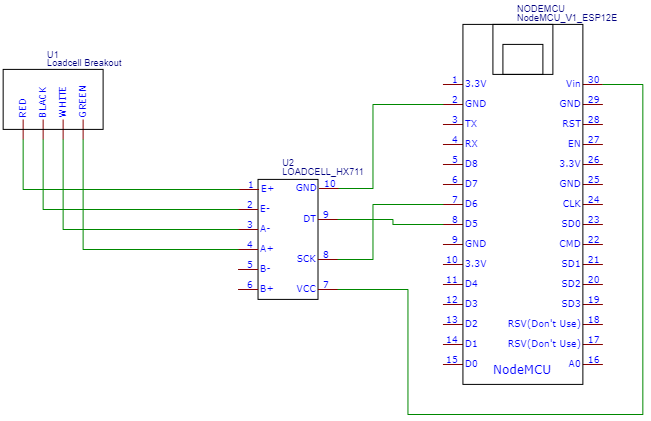 NODEMCU
NodeMCU_V1_ESP12E
U1
Loadcell Breakout
RED
BLACK
WHITE
GREEN
1 3.3V
2 GND
3 TX
4 RX
5 D8
6 D7
7 D6
8 D5
9 GND
10 3.3V
11 D4
12 D3
13 D2
14 D1
15 D0
Vin 30
GND 29
RST 28
EN 27
3.3V 26
GND 25
CLK 24
SD0 23
CMD 22
SD1 21
SD2 20
SD3 19
RSV(Don't Use) 18
RSV(Don't Use) 17
A0 16
NodeMCU
U2
LOADCELL_HX711
1 E+
2 E-
3 A-
4 A+
5 B-
6 B+
GND 10
DT 9
SCK 8
VCC 7